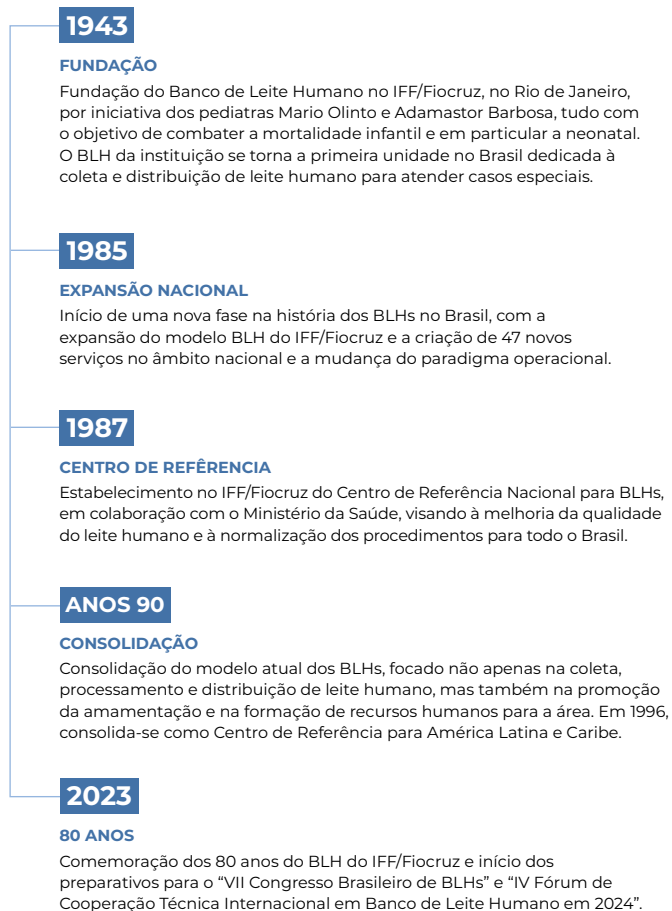 1943
FUNDAÇÃO
Fundação do Banco de Leite Humano no IFF/Fiocruz, no Rio de Janeiro,
por iniciativa dos pediatras Mario Olinto e Adamastor Barbosa, tudo com
o objetivo de combater a mortalidade infantil e em particular a neonatal.
O BLH da instituição se torna a primeira unidade no Brasil dedicada à
coleta e distribuição de leite humano para atender casos especiais.
1985
EXPANSÃO NACIONAL
Início de uma nova fase na história dos BLHs no Brasil, com a
expansão do modelo BLH do IFF/Fiocruz e a criação de 47 novos
serviços no âmbito nacional e a mudança do paradigma operacional.
1987
CENTRO DE REFÊRENCIA
Estabelecimento no IFF/Fiocruz do Centro de Referência Nacional para BLHs,
em colaboração com o Ministério da Saúde, visando à melhoria da qualidade
do leite humano e à normalização dos procedimentos para todo o Brasil.
ANOS 90
CONSOLIDAÇÃO
Consolidação do modelo atual dos BLHs, focado não apenas na coleta,
processamento e distribuição de leite humano, mas também na promoção
da amamentação e na formação de recursos humanos para a área. Em 1996,
consolida-se como Centro de Referência para América Latina e Caribe.
2023
80 ANOS
Comemoração dos 80 anos do BLH do IFF/Fiocruz e início dos
preparativos para o “VII Congresso Brasileiro de BLHs” e “IV Fórum de
Cooperação Técnica Internacional em Banco de Leite Humano em 2024”.